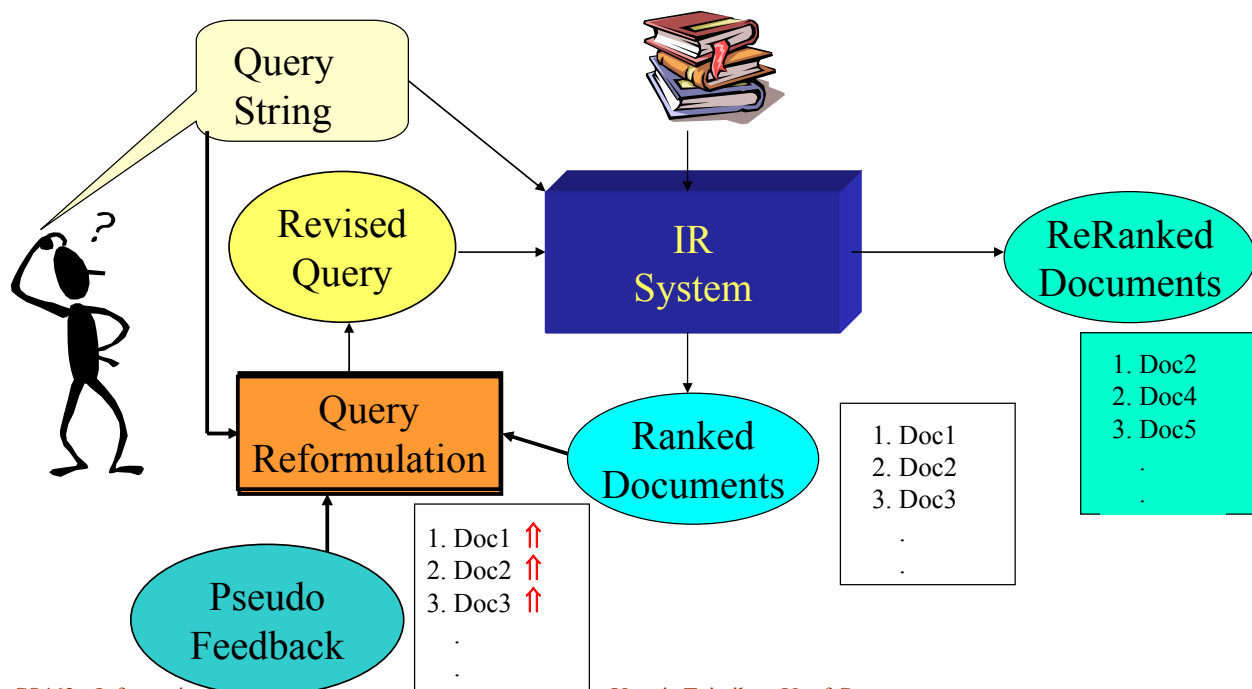 Query
String
?
Revised
Query
IR
System
ReRanked
Documents
1. Doc2
2. Doc4
3. Doc5
.
.
Query
Reformulation
Ranked
Documents
1. Doc1
2. Doc2
3. Doc3
.
.
Pseudo
Feedback
1. Doc1 ⇑
2. Doc2 ⇑
3. Doc3 ⇑
.
.